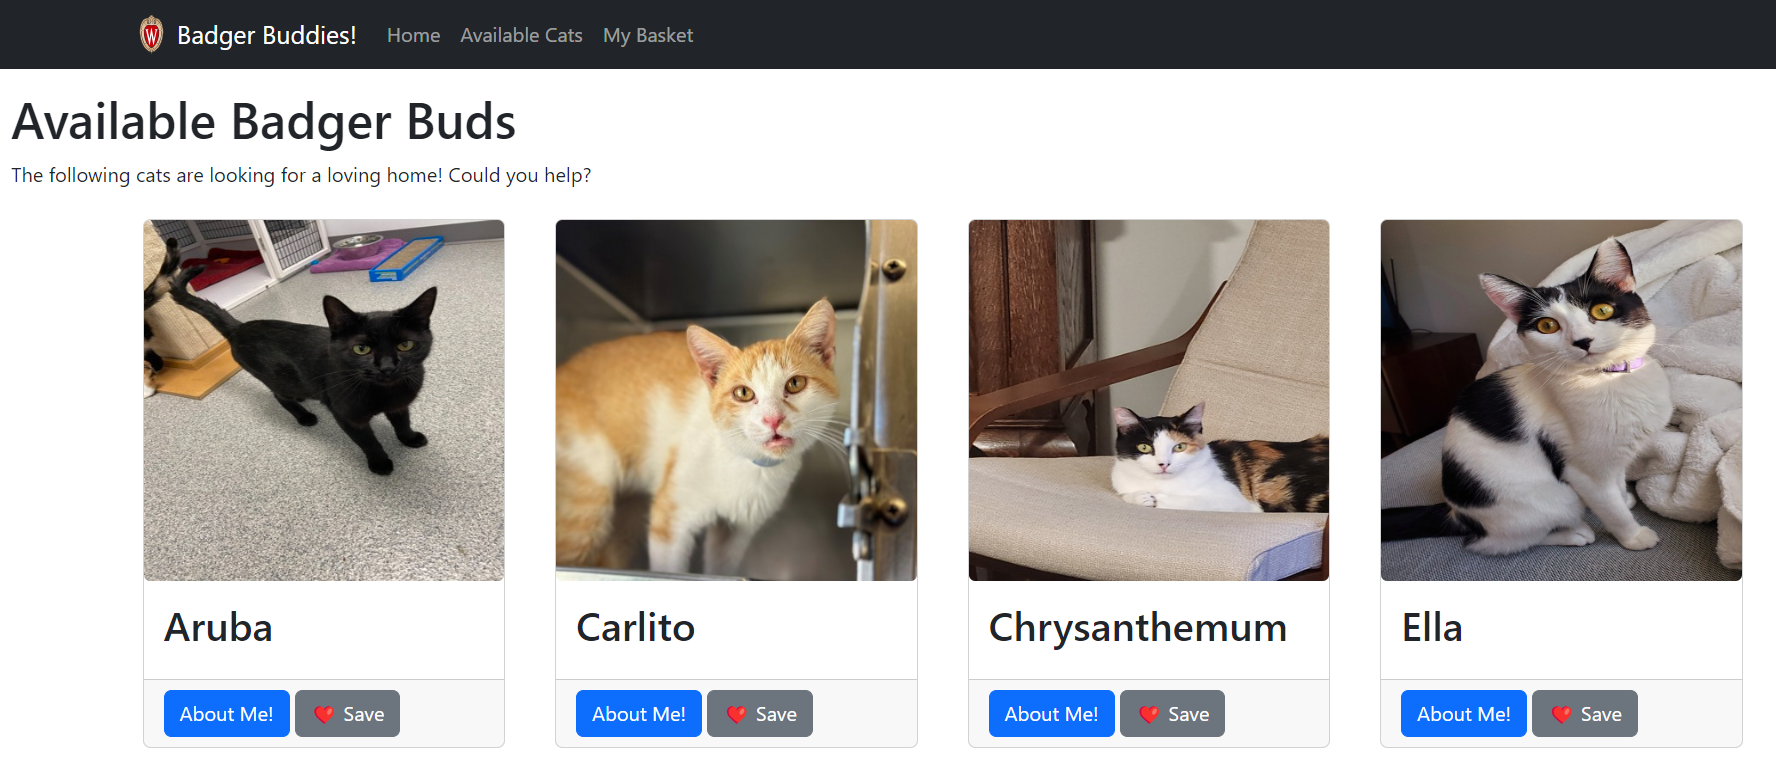 W Badger Buddies! Home Available Cats My Basket
Available Badger Buds
The following cats are looking for a loving home! Could you help?
Aruba
About Me! ❤️ Save
Carlito
About Me! ❤️ Save
Chrysanthemum
About Me! ❤️ Save
Ella
About Me! ❤️ Save